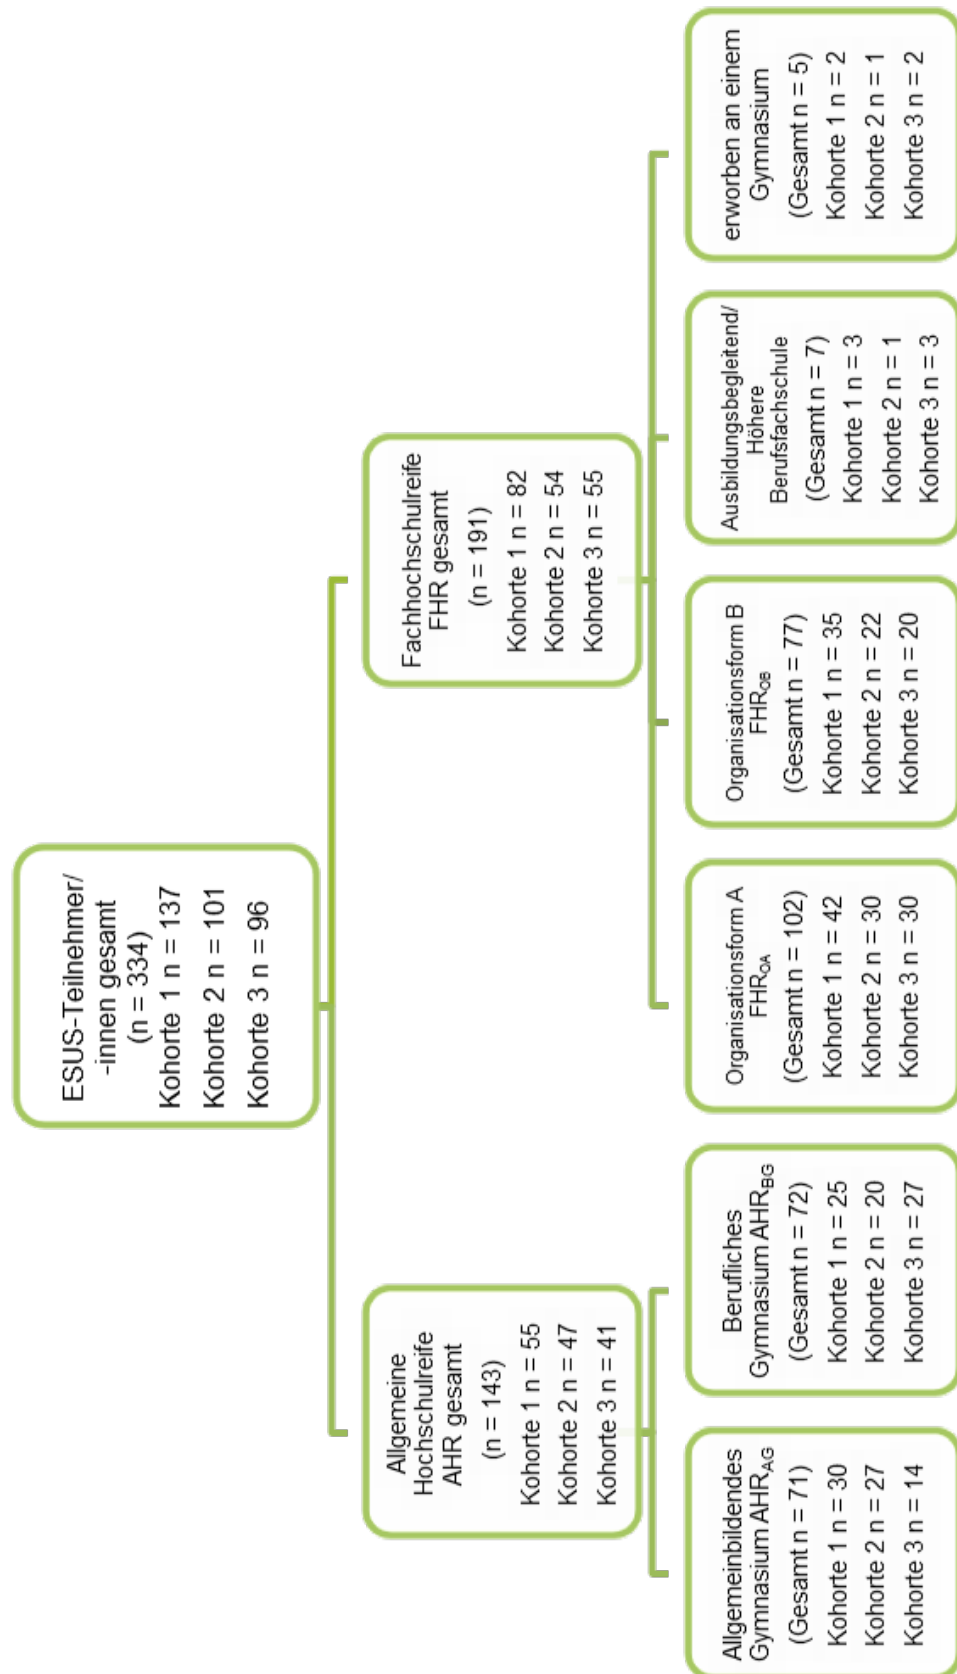 ESUS-Teilnehmer/
-innen gesamt
(n = 334)
Kohorte 1 n = 137
Kohorte 2 n = 101
Kohorte 3 n = 96
Allgemeine
Hochschulreife
AHR gesamt
(n = 143)
Kohorte 1 n = 55
Kohorte 2 n = 47
Kohorte 3 n = 41
Fachhochschulreife
FHR gesamt
(n = 191)
Kohorte 1 n = 82
Kohorte 2 n = 54
Kohorte 3 n = 55
Allgemeinbildendes
Gymnasium AHR_AG
(Gesamt n = 71)
Kohorte 1 n = 30
Kohorte 2 n = 27
Kohorte 3 n = 14
Berufliches
Gymnasium AHR_BG
(Gesamt n = 72)
Kohorte 1 n = 25
Kohorte 2 n = 20
Kohorte 3 n = 27
Organisationsform A
FHR_OA
(Gesamt n = 102)
Kohorte 1 n = 42
Kohorte 2 n = 30
Kohorte 3 n = 30
Organisationsform B
FHR_OB
(Gesamt n = 77)
Kohorte 1 n = 35
Kohorte 2 n = 22
Kohorte 3 n = 20
Ausbildungsbegleitend/
Höhere
Berufsfachschule
(Gesamt n = 7)
Kohorte 1 n = 3
Kohorte 2 n = 1
Kohorte 3 n = 3
erworben an einem
Gymnasium
(Gesamt n = 5)
Kohorte 1 n = 2
Kohorte 2 n = 1
Kohorte 3 n = 2